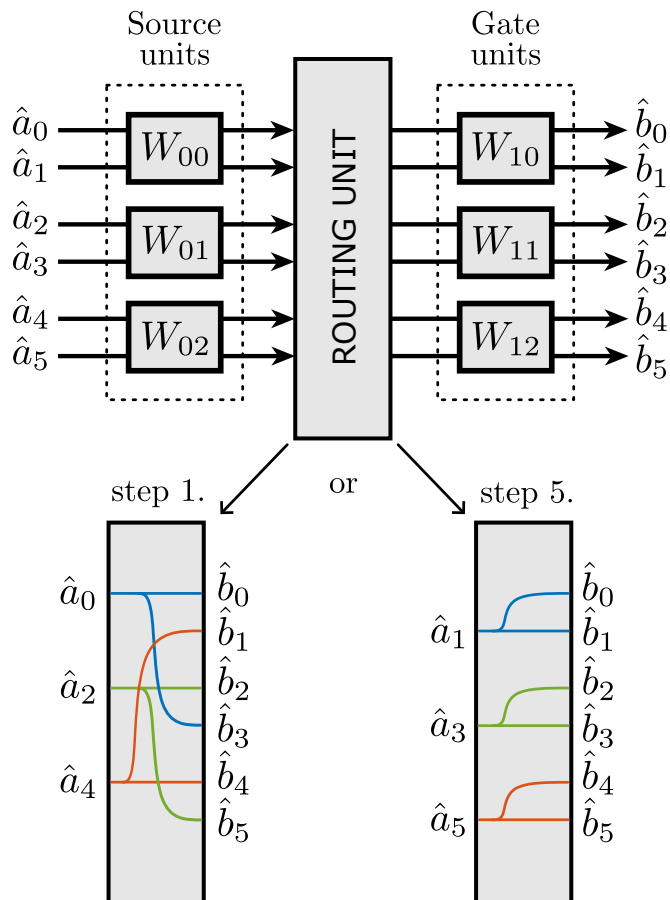 Source units
Gate units
â₀ W₀₀ W₁₀ b̂₀
â₁ b̂₁
â₂ W₀₁ W₁₁ b̂₂
â₃ b̂₃
â₄ W₀₂ W₁₂ b̂₄
â₅ b̂₅
ROUTING UNIT
or
step 1.
â₀ b̂₀
b̂₁
â₂ b̂₂
b̂₃
â₄ b̂₄
b̂₅
step 5.
b̂₀
â₁ b̂₁
b̂₂
â₃ b̂₃
b̂₄
â₅ b̂₅